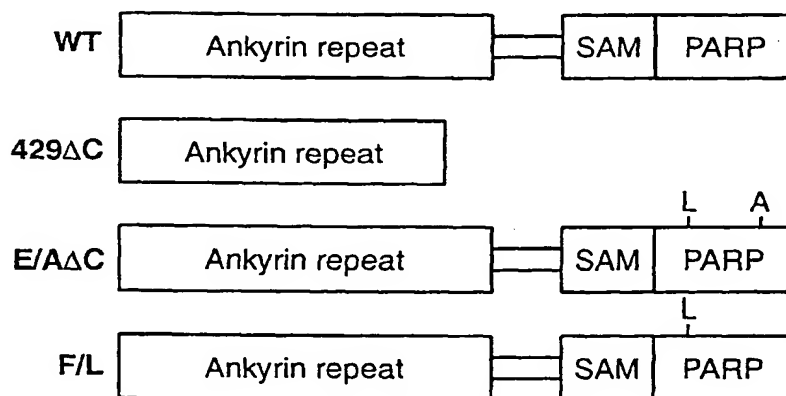 WT Ankyrin repeat SAM PARP
429ΔC Ankyrin repeat
L A
E/AΔC Ankyrin repeat SAM PARP
L
F/L Ankyrin repeat SAM PARP